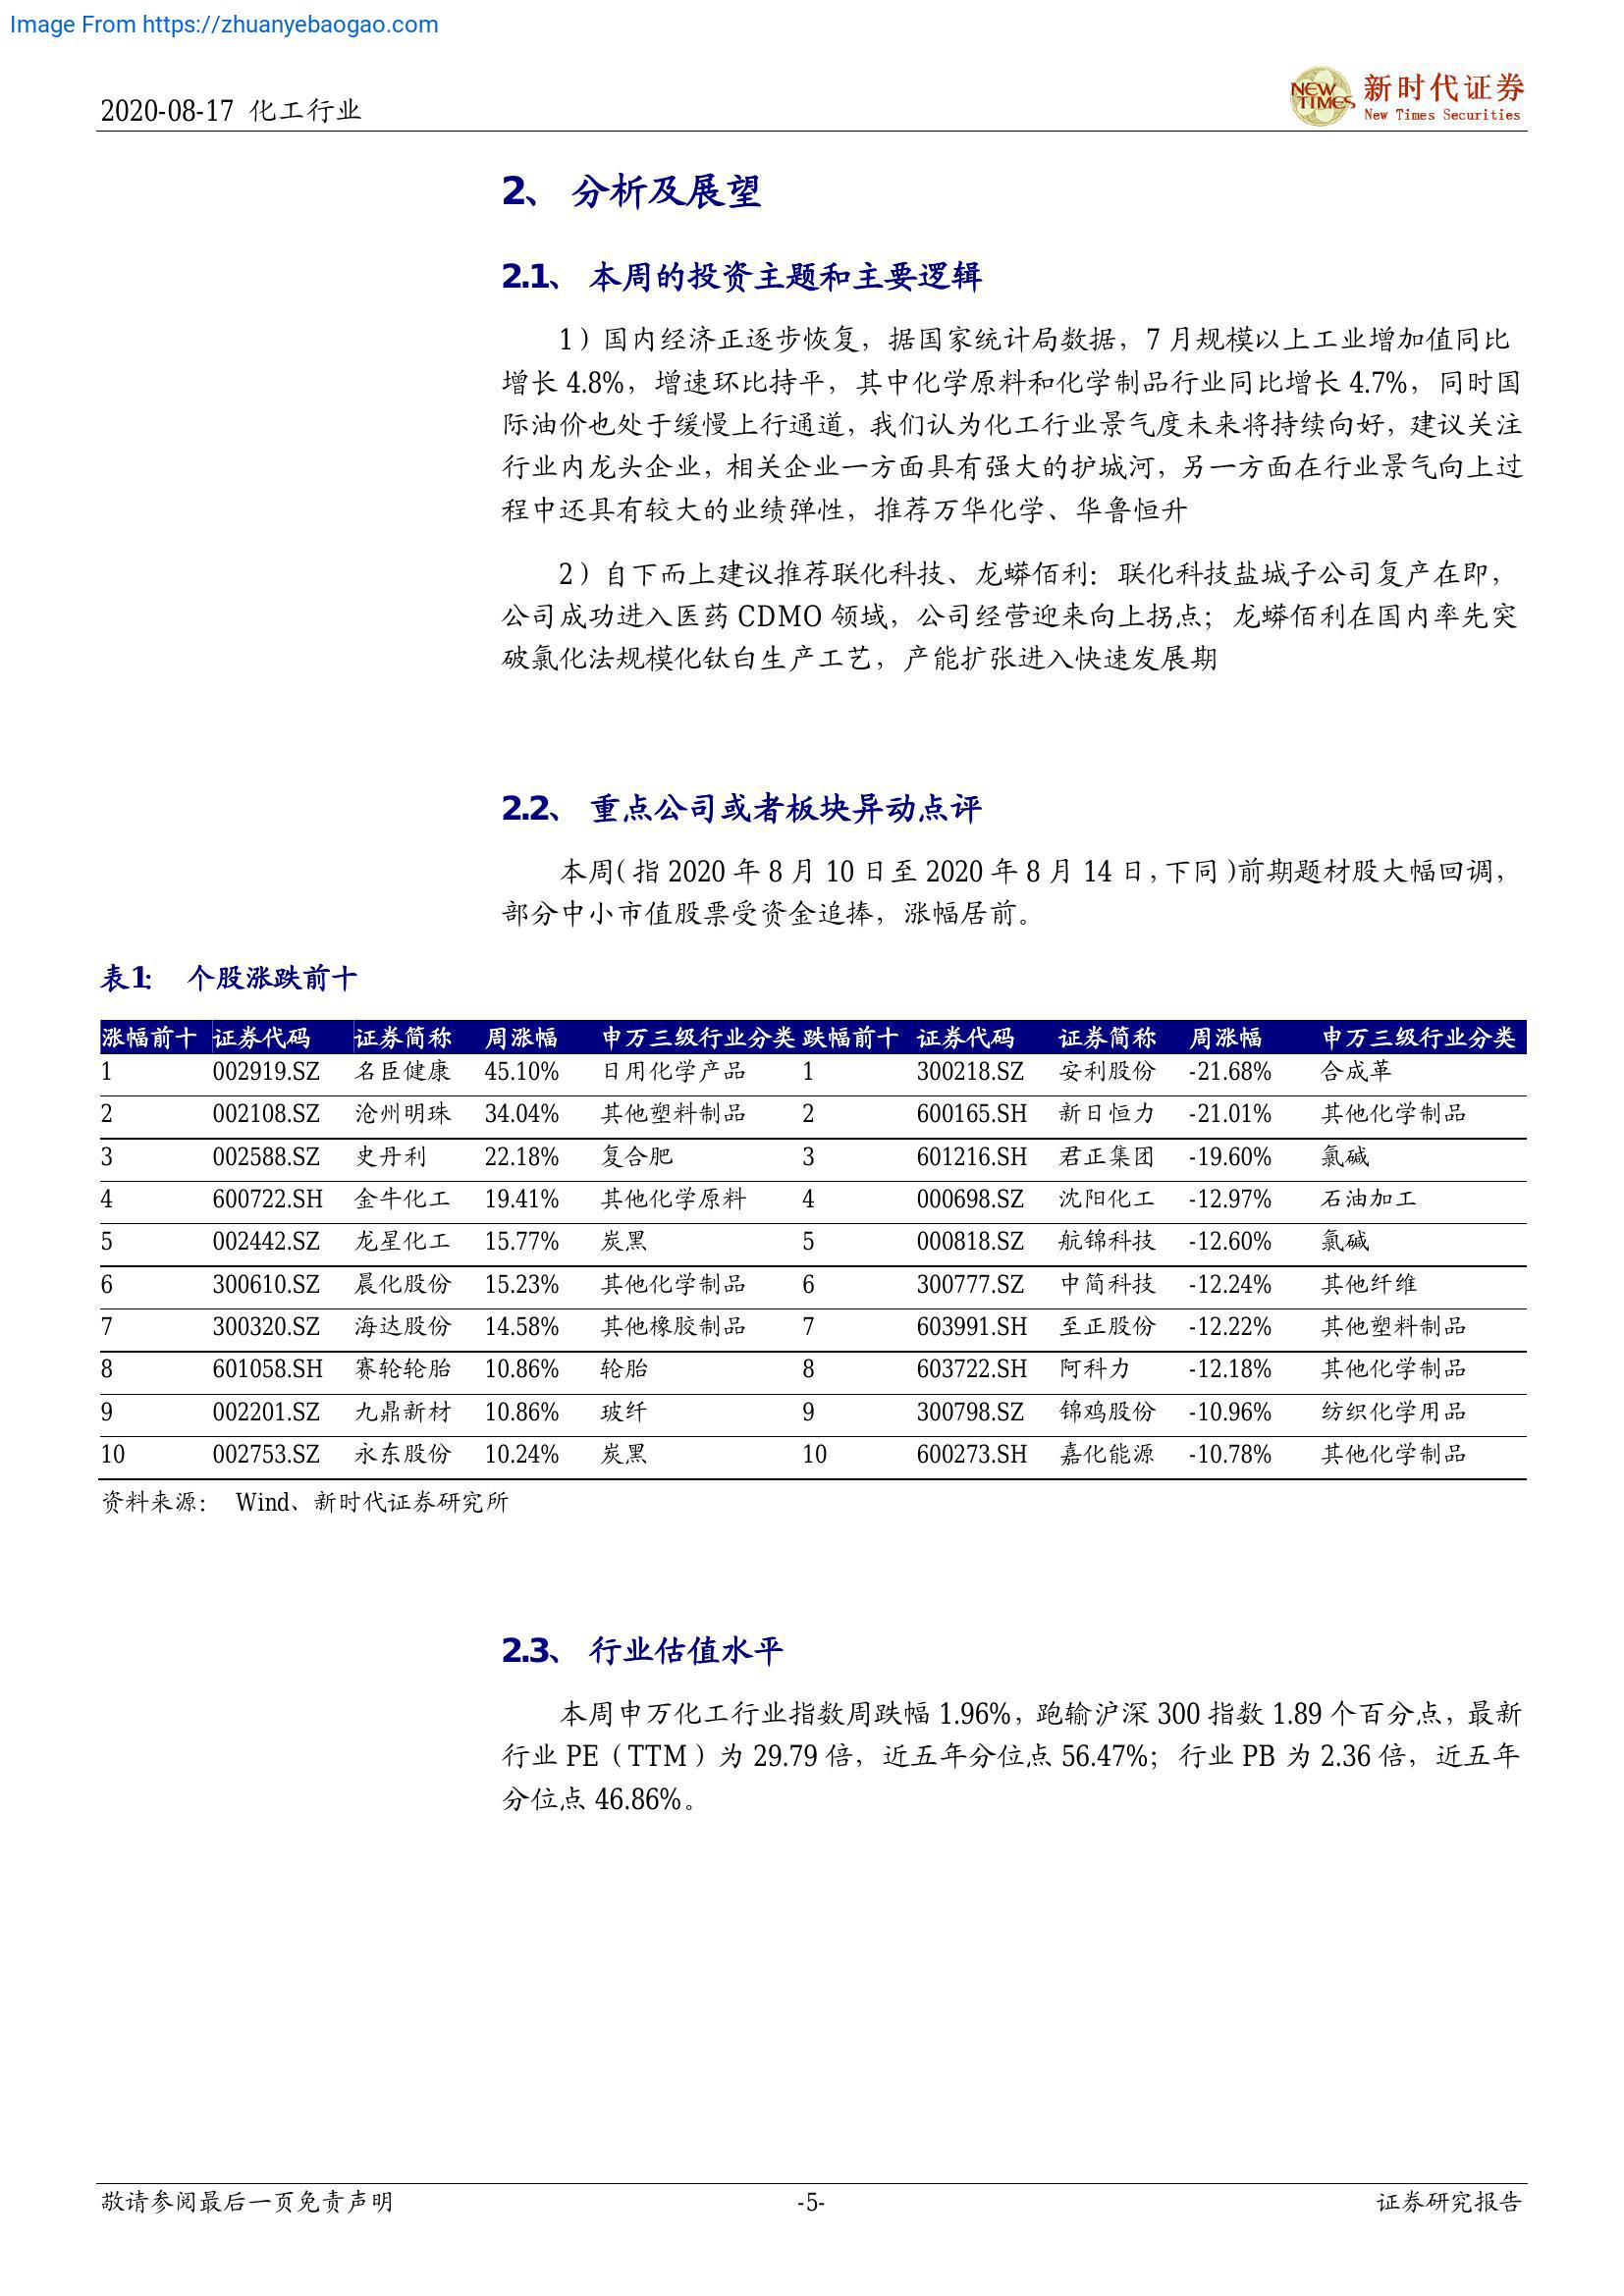 Image From https://zhuanyebaogao.com
2020-08-17 化工行业
NEW TIMES 新时代证券
New Times Securities
2、 分析及展望
2.1、 本周的投资主题和主要逻辑
1）国内经济正逐步恢复，据国家统计局数据，7 月规模以上工业增加值同比
增长 4.8%，增速环比持平，其中化学原料和化学制品行业同比增长 4.7%，同时国
际油价也处于缓慢上行通道，我们认为化工行业景气度未来将持续向好，建议关注
行业内龙头企业，相关企业一方面具有强大的护城河，另一方面在行业景气向上过
程中还具有较大的业绩弹性，推荐万华化学、华鲁恒升
2）自下而上建议推荐联化科技、龙蟒佰利：联化科技盐城子公司复产在即，
公司成功进入医药 CDMO 领域，公司经营迎来向上拐点；龙蟒佰利在国内率先突
破氯化法规模化钛白生产工艺，产能扩张进入快速发展期
2.2、 重点公司或者板块异动点评
本周（指 2020 年 8 月 10 日至 2020 年 8 月 14 日，下同）前期题材股大幅回调，
部分中小市值股票受资金追捧，涨幅居前。
表1： 个股涨跌前十
涨幅前十 证券代码 证券简称 周涨幅 申万三级行业分类 跌幅前十 证券代码 证券简称 周涨幅 申万三级行业分类
1 002919.SZ 名臣健康 45.10% 日用化学产品 1 300218.SZ 安利股份 -21.68% 合成革
2 002108.SZ 沧州明珠 34.04% 其他塑料制品 2 600165.SH 新日恒力 -21.01% 其他化学制品
3 002588.SZ 史丹利 22.18% 复合肥 3 601216.SH 君正集团 -19.60% 氯碱
4 600722.SH 金牛化工 19.41% 其他化学原料 4 000698.SZ 沈阳化工 -12.97% 石油加工
5 002442.SZ 龙星化工 15.77% 炭黑 5 000818.SZ 航锦科技 -12.60% 氯碱
6 300610.SZ 晨化股份 15.23% 其他化学制品 6 300777.SZ 中简科技 -12.24% 其他纤维
7 300320.SZ 海达股份 14.58% 其他橡胶制品 7 603991.SH 至正股份 -12.22% 其他塑料制品
8 601058.SH 赛轮轮胎 10.86% 轮胎 8 603722.SH 阿科力 -12.18% 其他化学制品
9 002201.SZ 九鼎新材 10.86% 玻纤 9 300798.SZ 锦鸡股份 -10.96% 纺织化学用品
10 002753.SZ 永东股份 10.24% 炭黑 10 600273.SH 嘉化能源 -10.78% 其他化学制品
资料来源： Wind、新时代证券研究所
2.3、 行业估值水平
本周申万化工行业指数周跌幅 1.96%，跑输沪深 300 指数 1.89 个百分点，最新
行业 PE（TTM）为 29.79 倍，近五年分位点 56.47%；行业 PB 为 2.36 倍，近五年
分位点 46.86%。
敬请参阅最后一页免责声明 -5- 证券研究报告